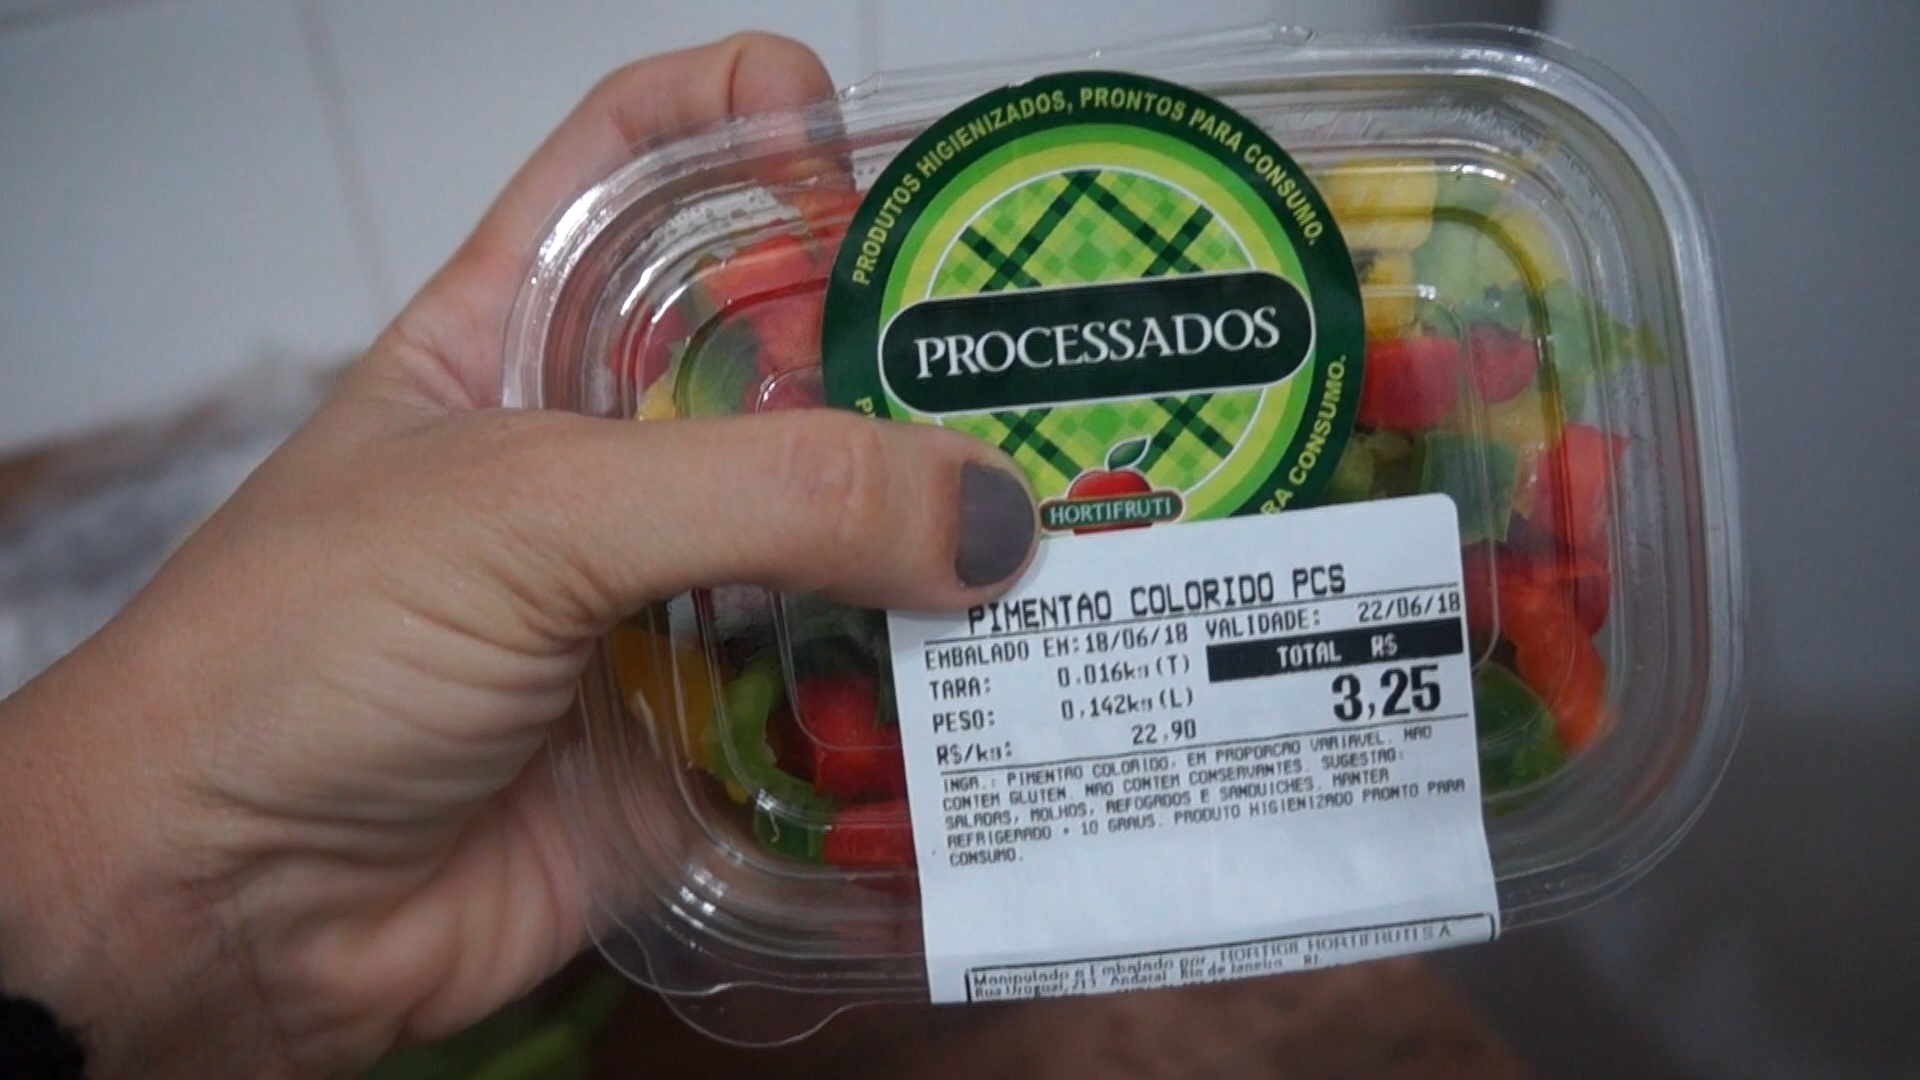 PRODUTOS HIGIENIZADOS, PRONTOS PARA CONSUMO.
PROCESSADOS
RA CONSUMO.
HORTIFRUTI
PIMENTAO COLORIDO PCS
EMBALADO EM:18/06/18 VALIDADE: 22/06/18
TARA: 0.016kg(T) TOTAL R$
PESO: 0.142kg(L) 3,25
R$/kg: 22,90
INGR.: PIMENTAO COLORIDO, EM PROPORCAO VARIAVEL. NAO
CONTEM GLUTEN. NAO CONTEM CONSERVANTES. SUGESTAO:
SALADAS, MOLHOS, REFOGADOS E SANDUICHES. MANTER
REFRIGERADO + 10 GRAUS. PRODUTO HIGIENIZADO PRONTO PARA
CONSUMO.
Manipulado e Embalado por HORTIGIL HORTIFRUTI S A
Rua Uruguai, Andaraí Rio de Janeiro RJ